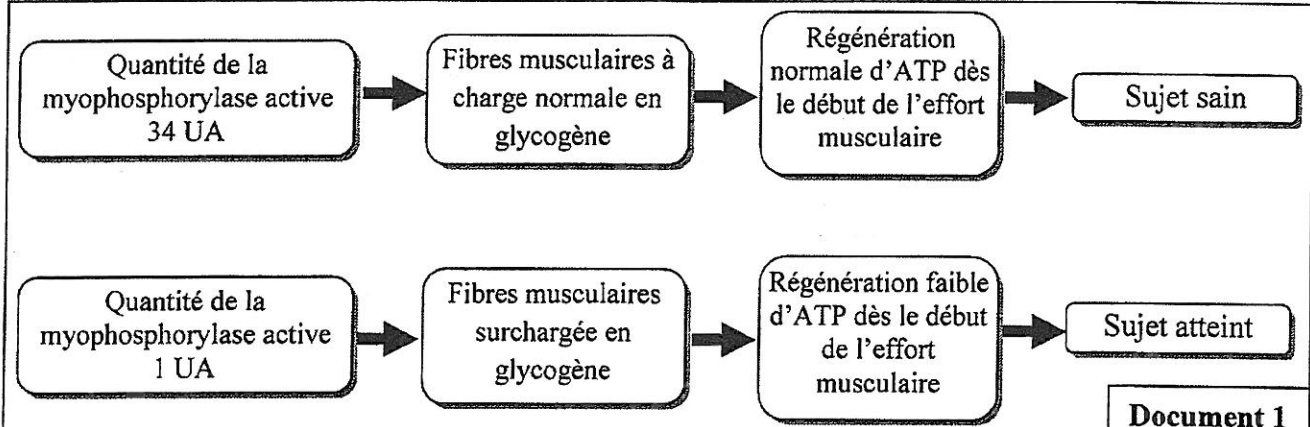 Quantité de la
myophosphorylase active
34 UA
Fibres musculaires à
charge normale en
glycogène
Régénération
normale d'ATP dès
le début de l'effort
musculaire
Sujet sain
Quantité de la
myophosphorylase active
1 UA
Fibres musculaires
surchargée en
glycogène
Régénération faible
d'ATP dès le début
de l'effort
musculaire
Sujet atteint
Document 1